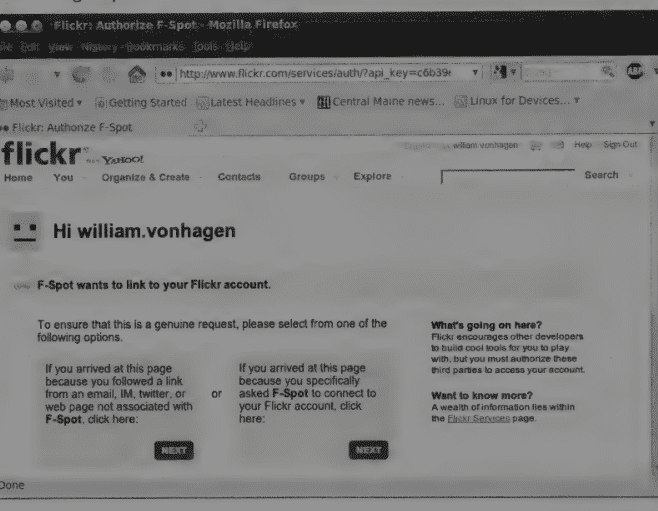 Flickr: Authorize F-Spot - Mozilla Firefox
File Edit View History Bookmarks Tools Help
http://www.flickr.com/services/auth/?api_key=c6b39
Most Visited Getting Started Latest Headlines Central Maine news... Linux for Devices...
Flickr: Authorize F-Spot
flickr YAHOO!
william.vonhagen Help Sign Out
Home You Organize & Create Contacts Groups Explore Search
Hi william.vonhagen
F-Spot wants to link to your Flickr account.
To ensure that this is a genuine request, please select from one of the
following options.
If you arrived at this page
because you followed a link
from an email, IM, twitter, or
web page not associated with
F-Spot, click here:
NEXT
or
If you arrived at this page
because you specifically
asked F-Spot to connect to
your Flickr account, click
here:
NEXT
What's going on here?
Flickr encourages other developers
to build cool tools for you to play
with, but you must authorize these
third parties to access your account.
Want to know more?
A wealth of information lies within
the Flickr Services page.
Done